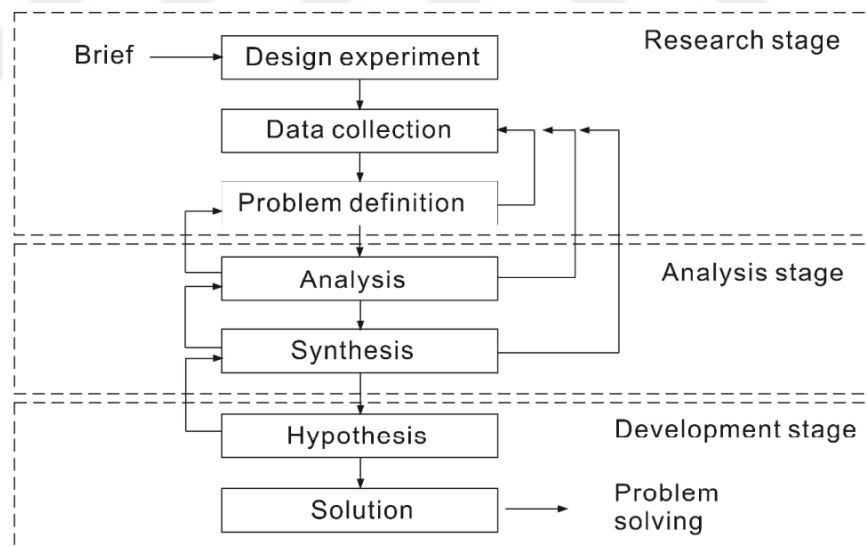 Research stage
Brief
Design experiment
Data collection
Problem definition
Analysis stage
Analysis
Synthesis
Development stage
Hypothesis
Solution
Problem
solving